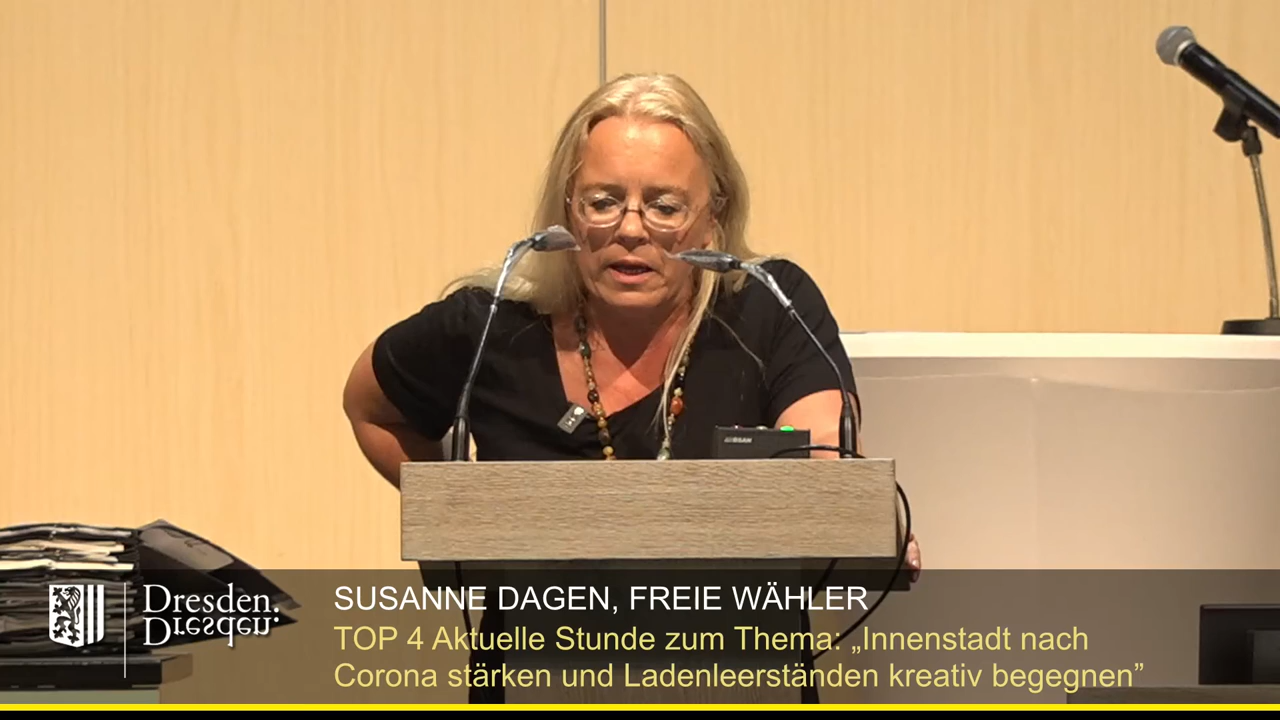 Dresden.
Dresden.
SUSANNE DAGEN, FREIE WÄHLER
TOP 4 Aktuelle Stunde zum Thema: „Innenstadt nach
Corona stärken und Ladenleerständen kreativ begegnen”